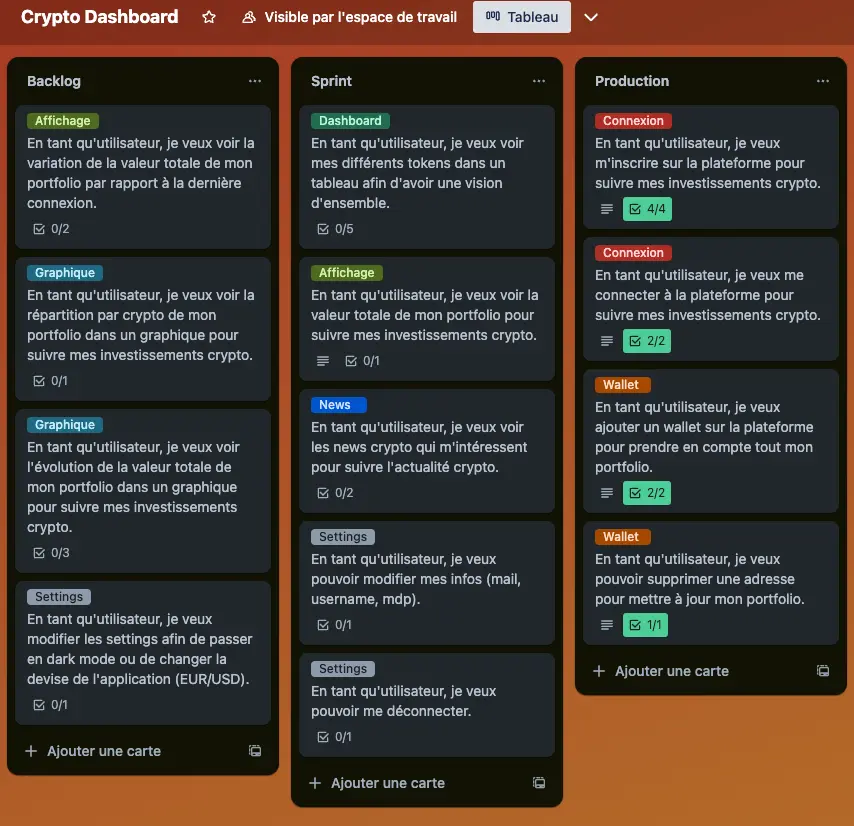 Crypto Dashboard
Visible par l'espace de travail
Tableau
Backlog
Affichage
En tant qu'utilisateur, je veux voir la
variation de la valeur totale de mon
portfolio par rapport à la dernière
connexion.
0/2
Graphique
En tant qu'utilisateur, je veux voir la
répartition par crypto de mon
portfolio dans un graphique pour
suivre mes investissements crypto.
0/1
Graphique
En tant qu'utilisateur, je veux voir
l'évolution de la valeur totale de
mon portfolio dans un graphique
pour suivre mes investissements
crypto.
0/3
Settings
En tant qu'utilisateur, je veux
modifier les settings afin de passer
en dark mode ou de changer la
devise de l'application (EUR/USD).
0/1
Ajouter une carte
Sprint
Dashboard
En tant qu'utilisateur, je veux voir
mes différents tokens dans un
tableau afin d'avoir une vision
d'ensemble.
0/5
Affichage
En tant qu'utilisateur, je veux voir la
valeur totale de mon portfolio pour
suivre mes investissements crypto.
0/1
News
En tant qu'utilisateur, je veux voir
les news crypto qui m'intéressent
pour suivre l'actualité crypto.
0/2
Settings
En tant qu'utilisateur, je veux
pouvoir modifier mes infos (mail,
username, mdp).
0/1
Settings
En tant qu'utilisateur, je veux
pouvoir me déconnecter.
0/1
Ajouter une carte
Production
Connexion
En tant qu'utilisateur, je veux
m'inscrire sur la plateforme pour
suivre mes investissements crypto.
4/4
Connexion
En tant qu'utilisateur, je veux me
connecter à la plateforme pour
suivre mes investissements crypto.
2/2
Wallet
En tant qu'utilisateur, je veux
ajouter un wallet sur la plateforme
pour prendre en compte tout mon
portfolio.
2/2
Wallet
En tant qu'utilisateur, je veux
pouvoir supprimer une adresse
pour mettre à jour mon portfolio.
1/1
Ajouter une carte